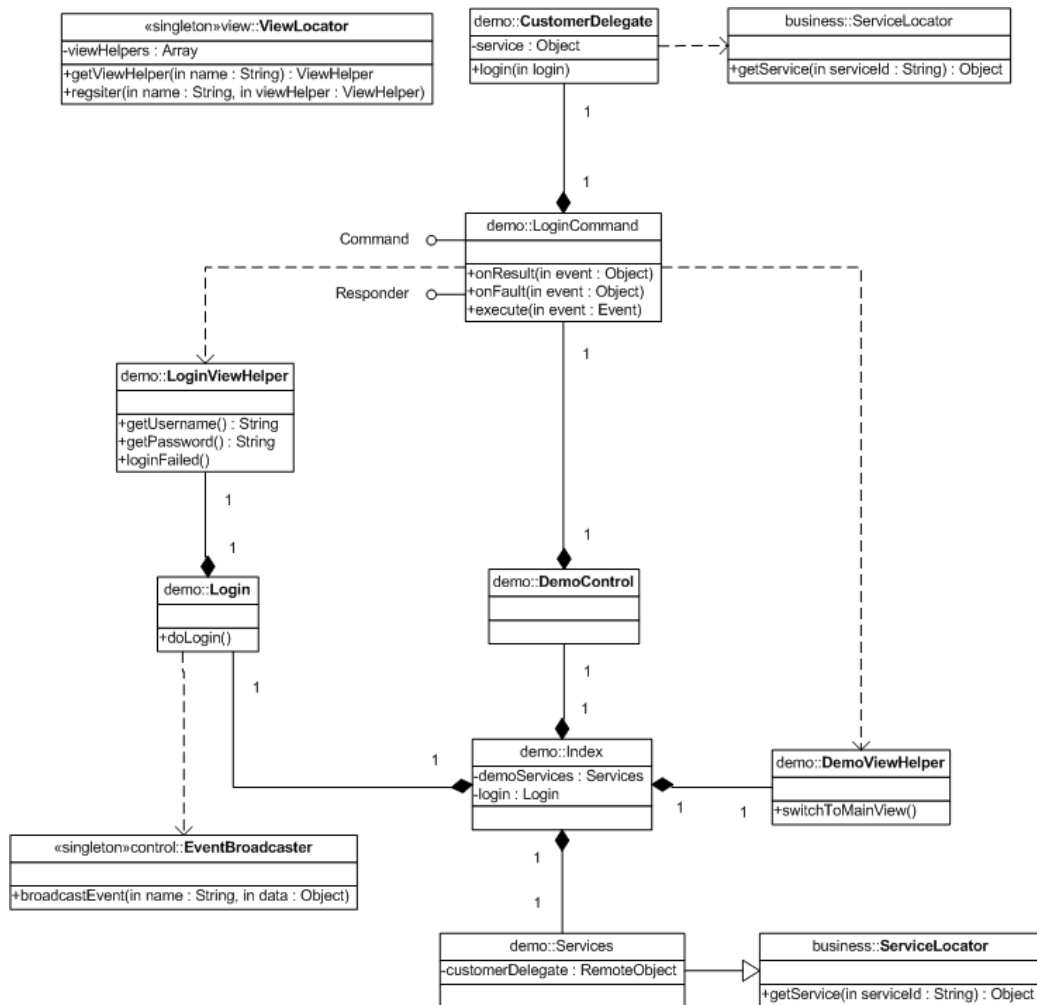 «singleton»view::ViewLocator
-viewHelpers : Array
+getViewHelper(in name : String) : ViewHelper
+regsiter(in name : String, in viewHelper : ViewHelper)
demo::CustomerDelegate
-service : Object
+login(in login)
business::ServiceLocator
+getService(in serviceId : String) : Object
1
1
demo::LoginCommand
+onResult(in event : Object)
+onFault(in event : Object)
+execute(in event : Event)
Command
Responder
1
demo::LoginViewHelper
+getUsername() : String
+getPassword() : String
+loginFailed()
1
1
1
demo::Login
+doLogin()
demo::DemoControl
1
1
1
1
demo::Index
-demoServices : Services
-login : Login
demo::DemoViewHelper
+switchToMainView()
1
1
«singleton»control::EventBroadcaster
+broadcastEvent(in name : String, in data : Object)
1
1
demo::Services
-customerDelegate : RemoteObject
business::ServiceLocator
+getService(in serviceId : String) : Object